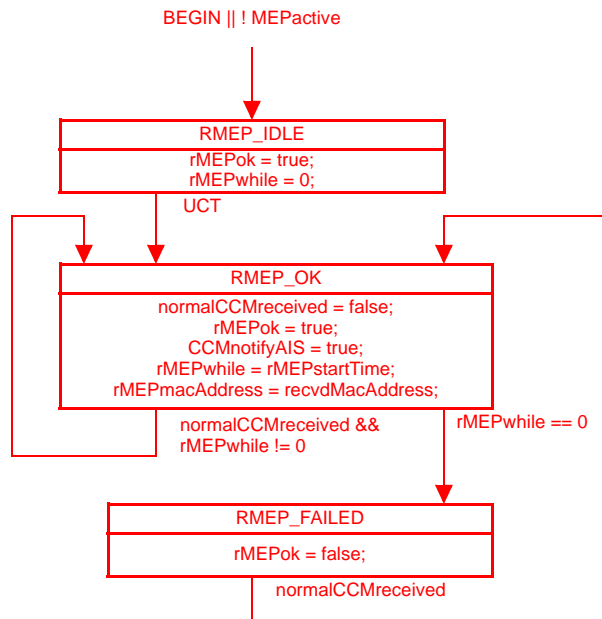 BEGIN || ! MEPactive
RMEP_IDLE
rMEPok = true;
rMEPwhile = 0;
UCT
RMEP_OK
normalCCMreceived = false;
rMEPok = true;
CCMnotifyAIS = true;
rMEPwhile = rMEPstartTime;
rMEPmacAddress = recvdMacAddress;
normalCCMreceived &&
rMEPwhile != 0
rMEPwhile == 0
RMEP_FAILED
rMEPok = false;
normalCCMreceived